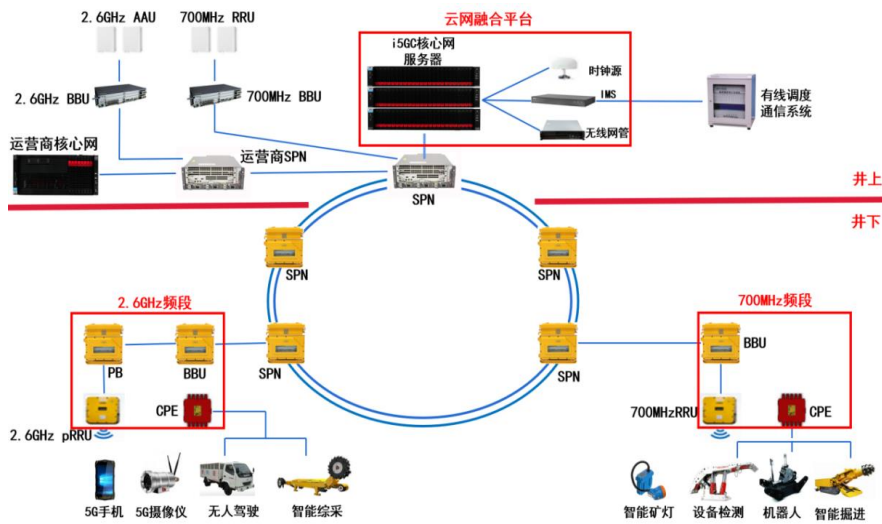 云网融合平台
2.6GHz AAU
700MHz RRU
i5GC核心网
服务器
时钟源
2.6GHz BBU
700MHz BBU
IMS
有线调度
通信系统
无线网管
运营商核心网
运营商SPN
SPN
井上
井下
SPN
SPN
2.6GHz频段
700MHz频段
PB
BBU
SPN
SPN
BBU
CPE
2.6GHz pRRU
700MHzRRU
CPE
5G手机
5G摄像仪
无人驾驶
智能综采
智能矿灯
设备检测
机器人
智能掘进